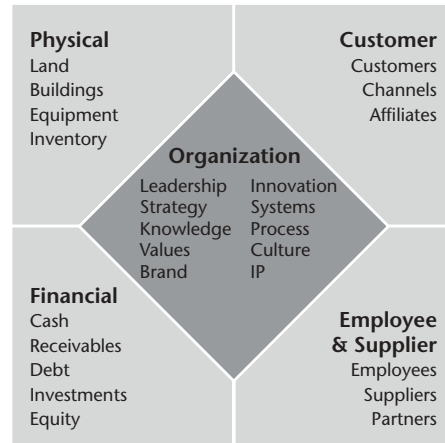 Physical
Land
Buildings
Equipment
Inventory
Customer
Customers
Channels
Affiliates
Organization
Leadership Innovation
Strategy Systems
Knowledge Process
Values Culture
Brand IP
Financial
Cash
Receivables
Debt
Investments
Equity
Employee
& Supplier
Employees
Suppliers
Partners